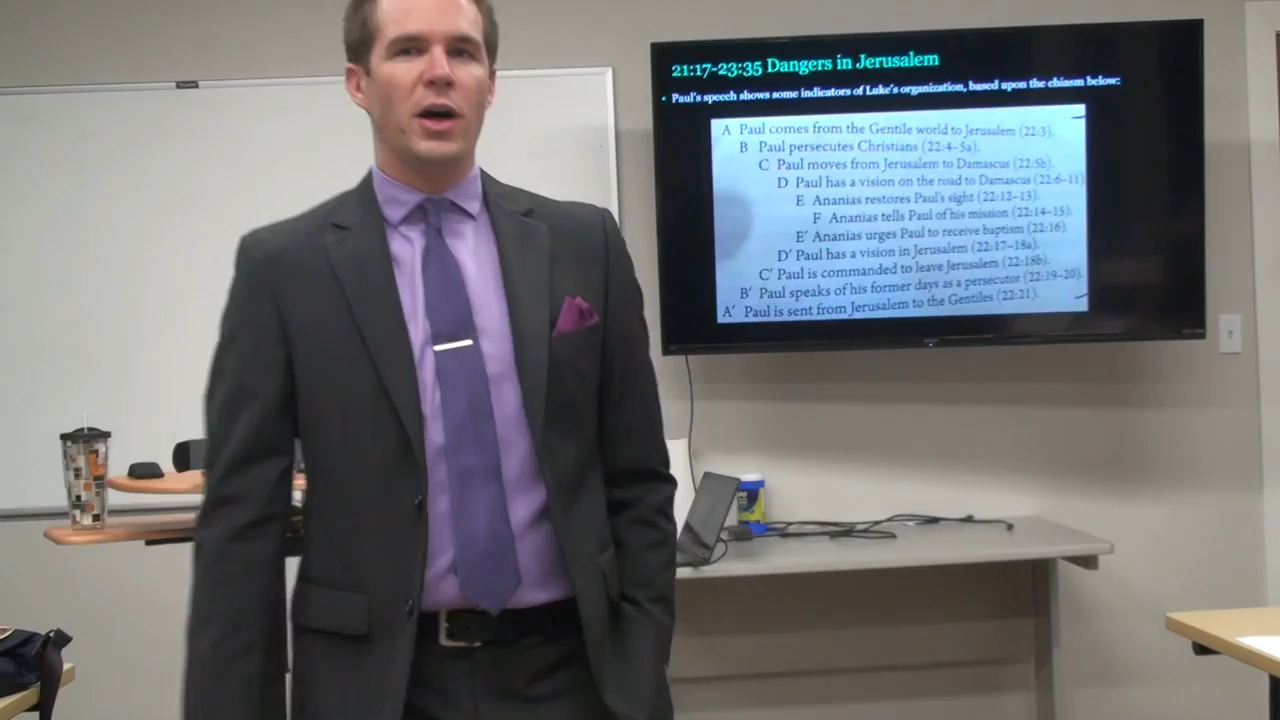 21:17-23:35 Dangers in Jerusalem
• Paul's speech shows some indicators of Luke's organization, based upon the chiasm below:
A Paul comes from the Gentile world to Jerusalem (22:3).
B Paul persecutes Christians (22:4–5a).
C Paul moves from Jerusalem to Damascus (22:5b).
D Paul has a vision on the road to Damascus (22:6–11)
E Ananias restores Paul's sight (22:12–13).
F Ananias tells Paul of his mission (22:14–15).
E′ Ananias urges Paul to receive baptism (22:16).
D′ Paul has a vision in Jerusalem (22:17–18a).
C′ Paul is commanded to leave Jerusalem (22:18b).
B′ Paul speaks of his former days as a persecutor (22:19–20).
A′ Paul is sent from Jerusalem to the Gentiles (22:21).